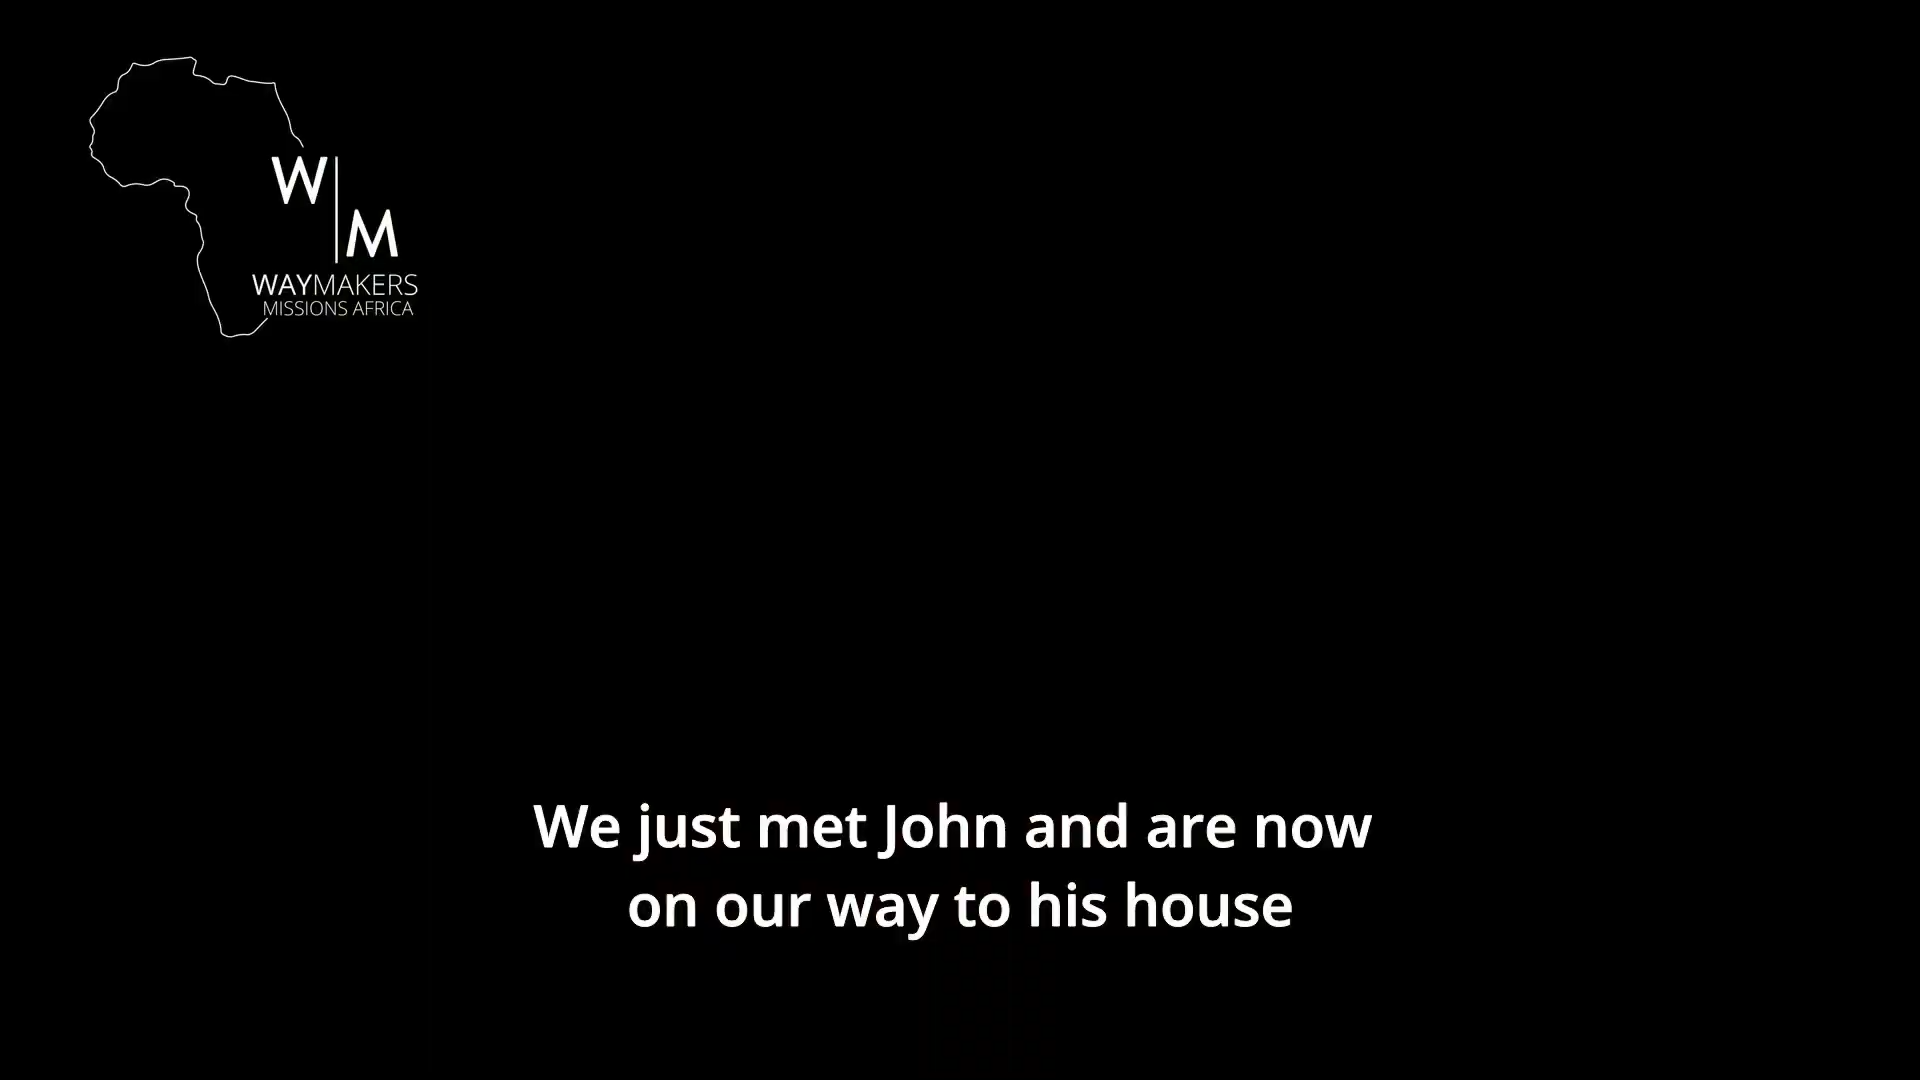 W
M
WAYMAKERS
MISSIONS AFRICA
We just met John and are now
on our way to his house